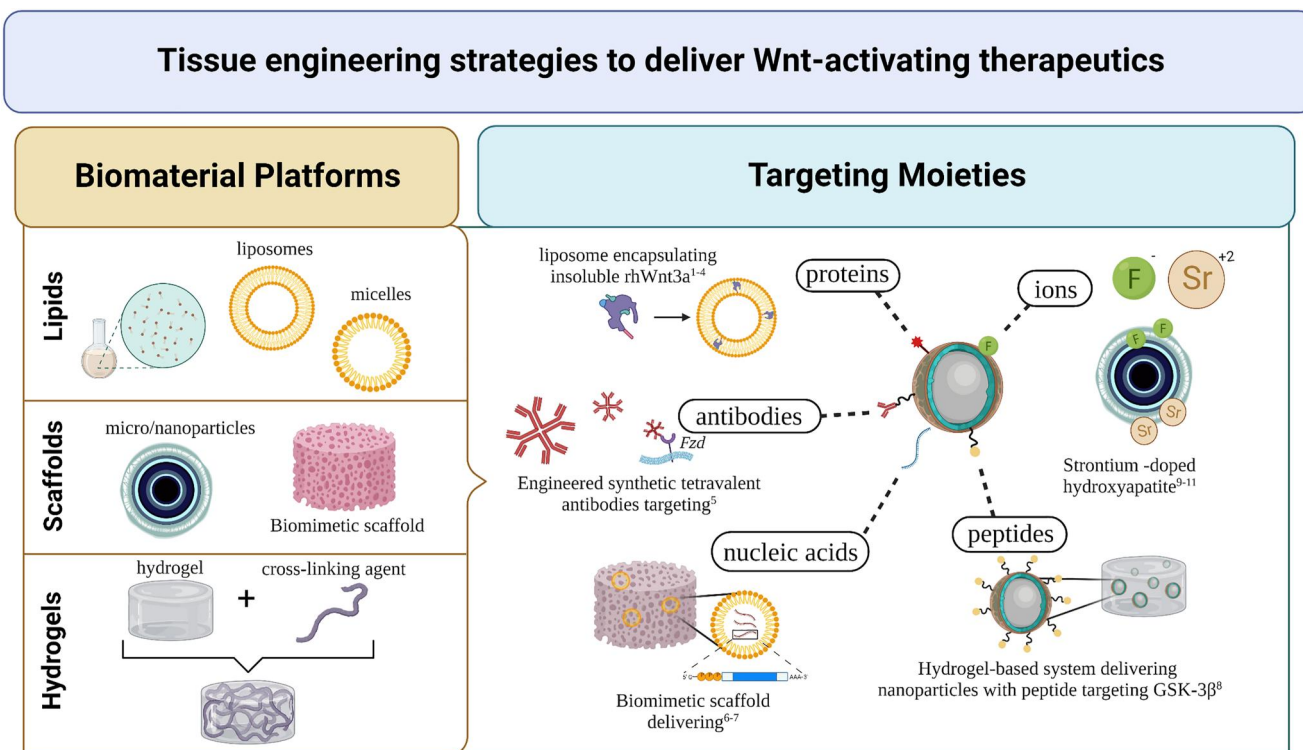 Tissue engineering strategies to deliver Wnt-activating therapeutics
Biomaterial Platforms
Targeting Moieties
Lipids
liposomes
micelles
Scaffolds
micro/nanoparticles
Biomimetic scaffold
Hydrogels
hydrogel
+
cross-linking agent
liposome encapsulating
insoluble rhWnt3a1-4
proteins
ions
F-
Sr+2
F
F
F
Sr
Sr
Strontium -doped
hydroxyapatite9-11
antibodies
Fzd
Engineered synthetic tetravalent
antibodies targeting5
nucleic acids
5'
AAA-3'
Biomimetic scaffold
delivering6-7
peptides
Hydrogel-based system delivering
nanoparticles with peptide targeting GSK-3β8